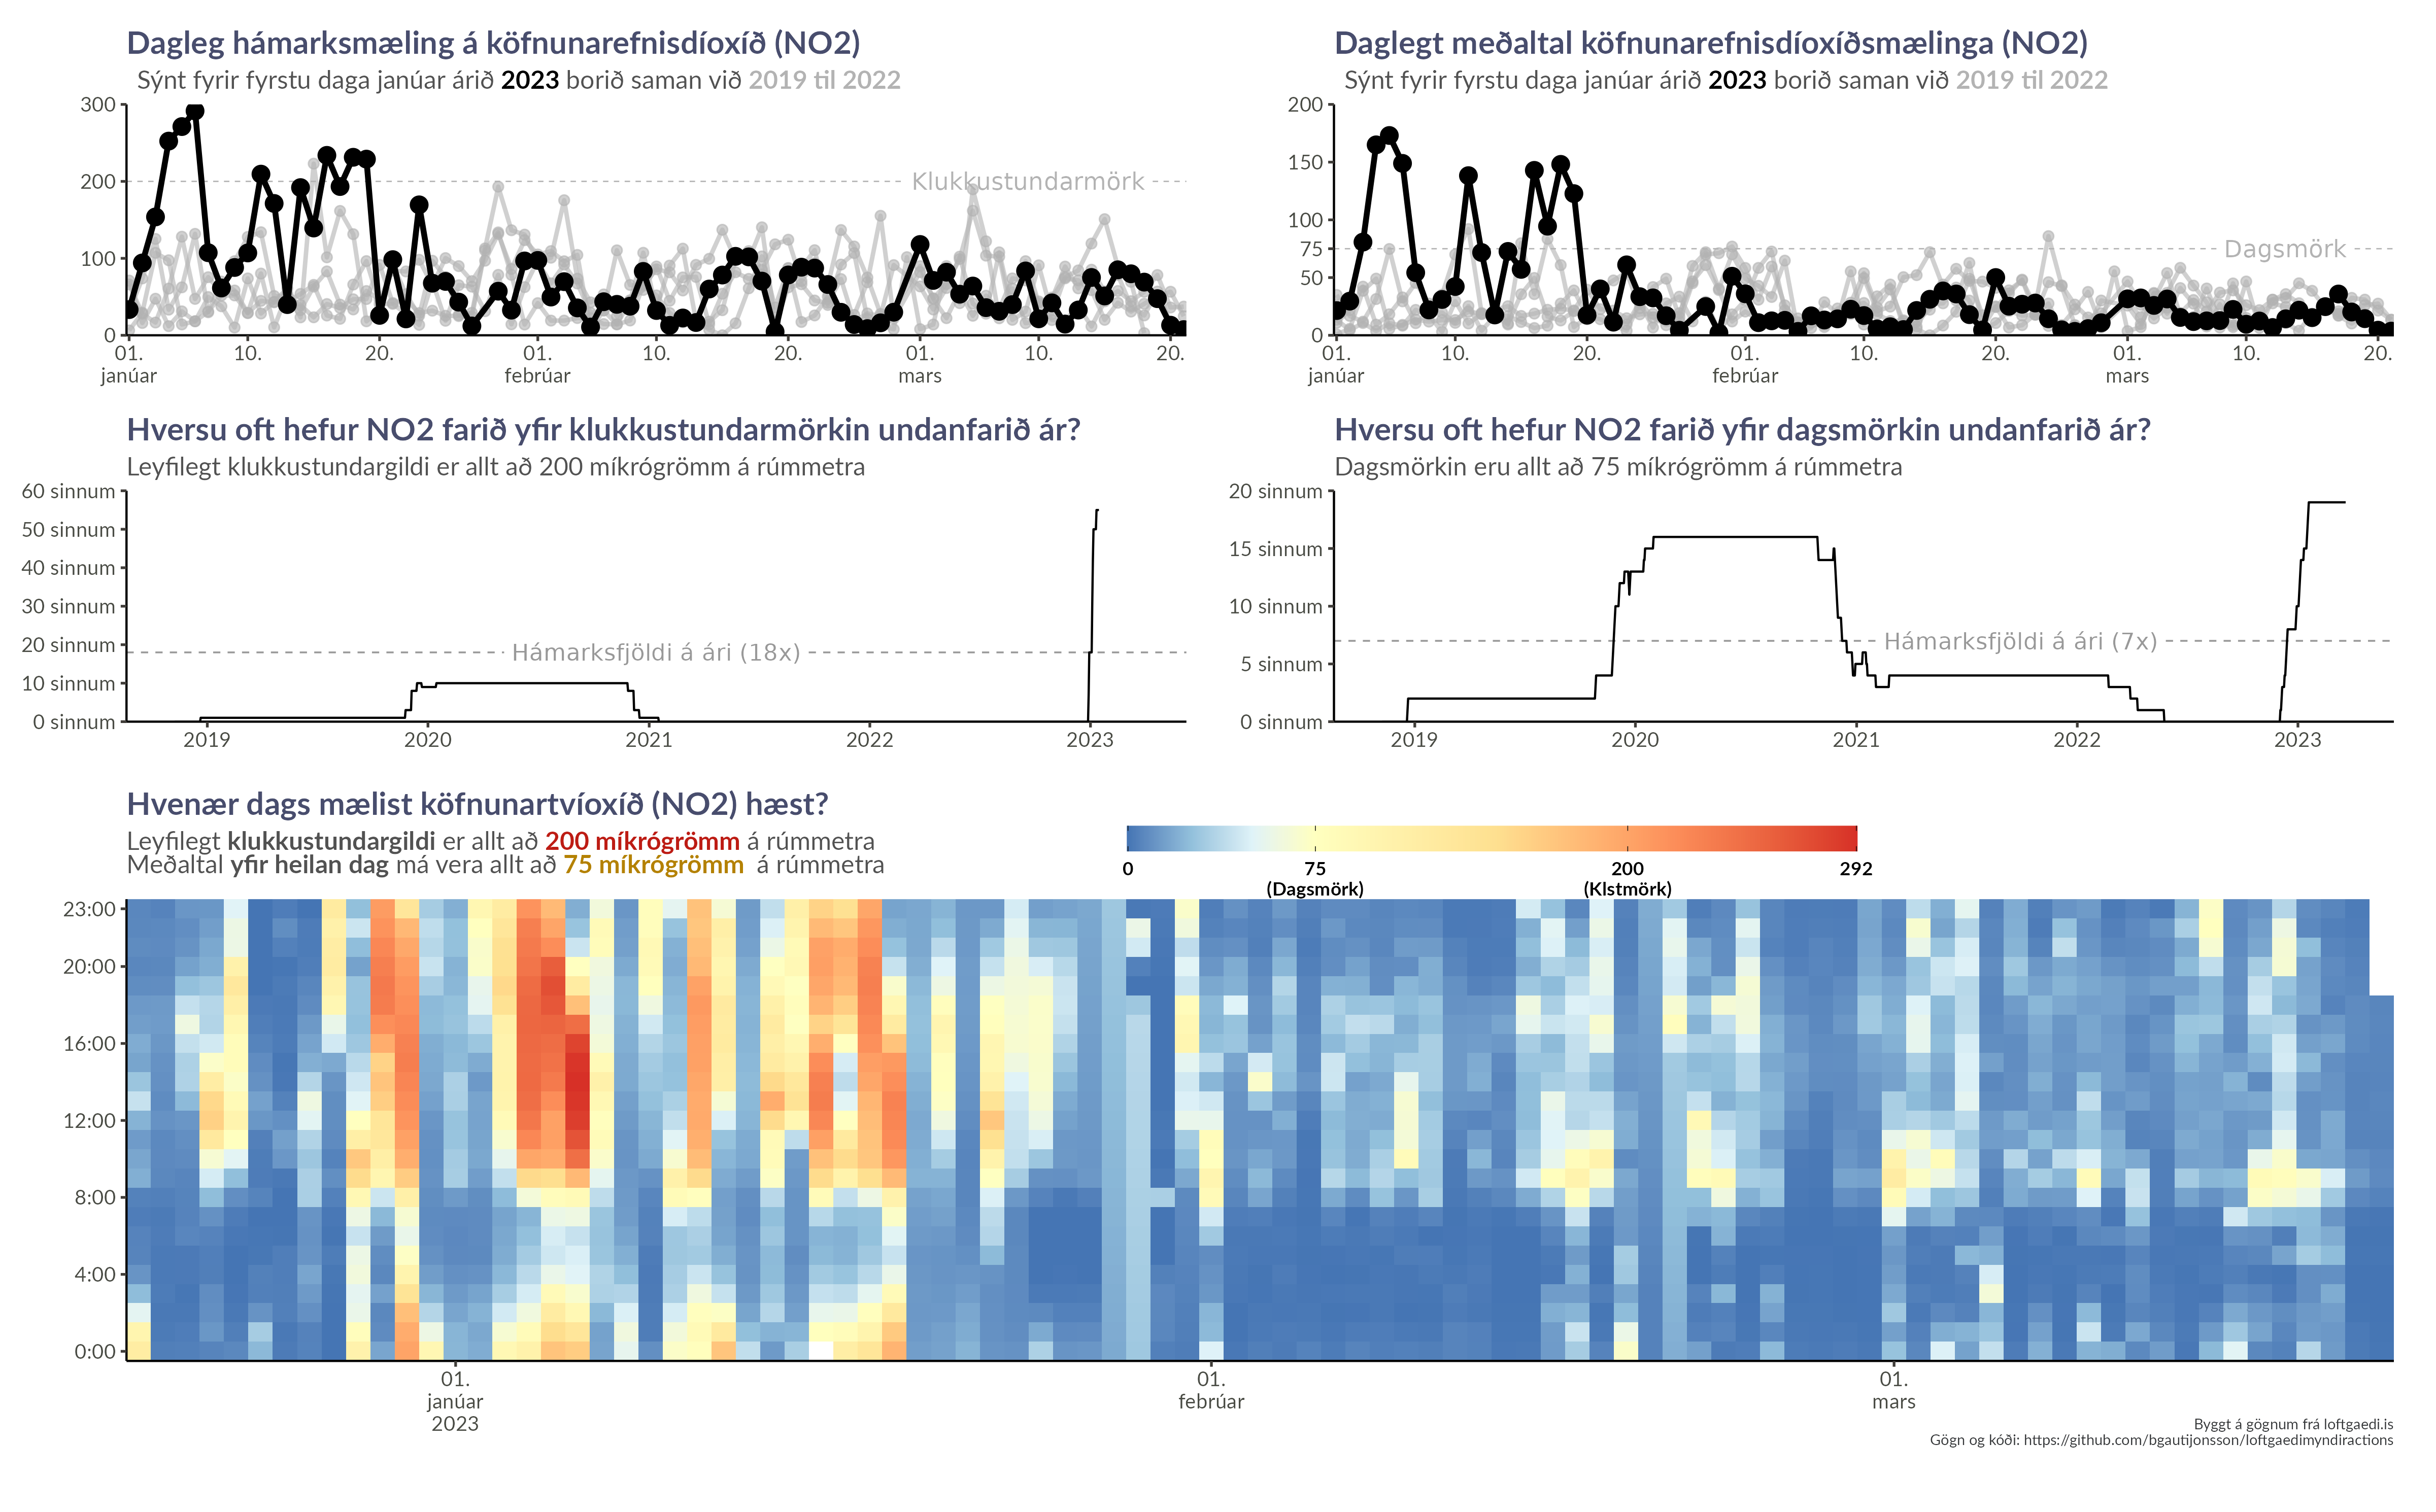 Dagleg hámarksmæling á köfnunarefnisdíoxíð (NO2)
Sýnt fyrir fyrstu daga janúar árið 2023 borið saman við 2019 til 2022
300
200
100
0
Klukkustundarmörk
01. 10. 20. 01. 10. 20. 01. 10. 20.
janúar febrúar mars
Daglegt meðaltal köfnunarefnisdíoxíðsmælinga (NO2)
Sýnt fyrir fyrstu daga janúar árið 2023 borið saman við 2019 til 2022
200
150
100
75
50
0
Dagsmörk
01. 10. 20. 01. 10. 20. 01. 10. 20.
janúar febrúar mars
Hversu oft hefur NO2 farið yfir klukkustundarmörkin undanfarið ár?
Leyfilegt klukkustundargildi er allt að 200 míkrógrömm á rúmmetra
60 sinnum
50 sinnum
40 sinnum
30 sinnum
20 sinnum
10 sinnum
0 sinnum
Hámarksfjöldi á ári (18x)
2019 2020 2021 2022 2023
Hversu oft hefur NO2 farið yfir dagsmörkin undanfarið ár?
Dagsmörkin eru allt að 75 míkrógrömm á rúmmetra
20 sinnum
15 sinnum
10 sinnum
5 sinnum
0 sinnum
Hámarksfjöldi á ári (7x)
2019 2020 2021 2022 2023
Hvenær dags mælist köfnunartvíoxíð (NO2) hæst?
Leyfilegt klukkustundargildi er allt að 200 míkrógrömm á rúmmetra
Meðaltal yfir heilan dag má vera allt að 75 míkrógrömm á rúmmetra
0 75 200 292
(Dagsmörk) (Klstmörk)
23:00
20:00
16:00
12:00
8:00
4:00
0:00
01. 01. 01.
janúar febrúar mars
2023
Byggt á gögnum frá loftgaedi.is
Gögn og kóði: https://github.com/bgautijonsson/loftgaedimyndiractions